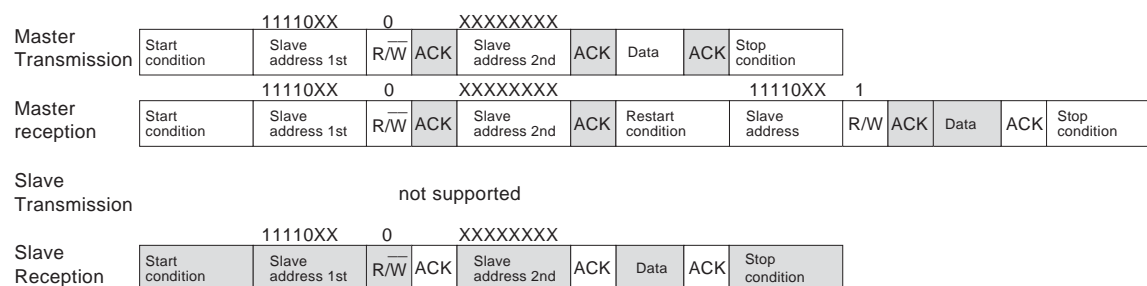 11110XX 0 XXXXXXXX
Master Transmission
Start condition
Slave address 1st
R/W
ACK
Slave address 2nd
ACK
Data
ACK
Stop condition
11110XX 0 XXXXXXXX 11110XX 1
Master reception
Start condition
Slave address 1st
R/W
ACK
Slave address 2nd
ACK
Restart condition
Slave address
R/W
ACK
Data
ACK
Stop condition
Slave Transmission
not supported
11110XX 0 XXXXXXXX
Slave Reception
Start condition
Slave address 1st
R/W
ACK
Slave address 2nd
ACK
Data
ACK
Stop condition